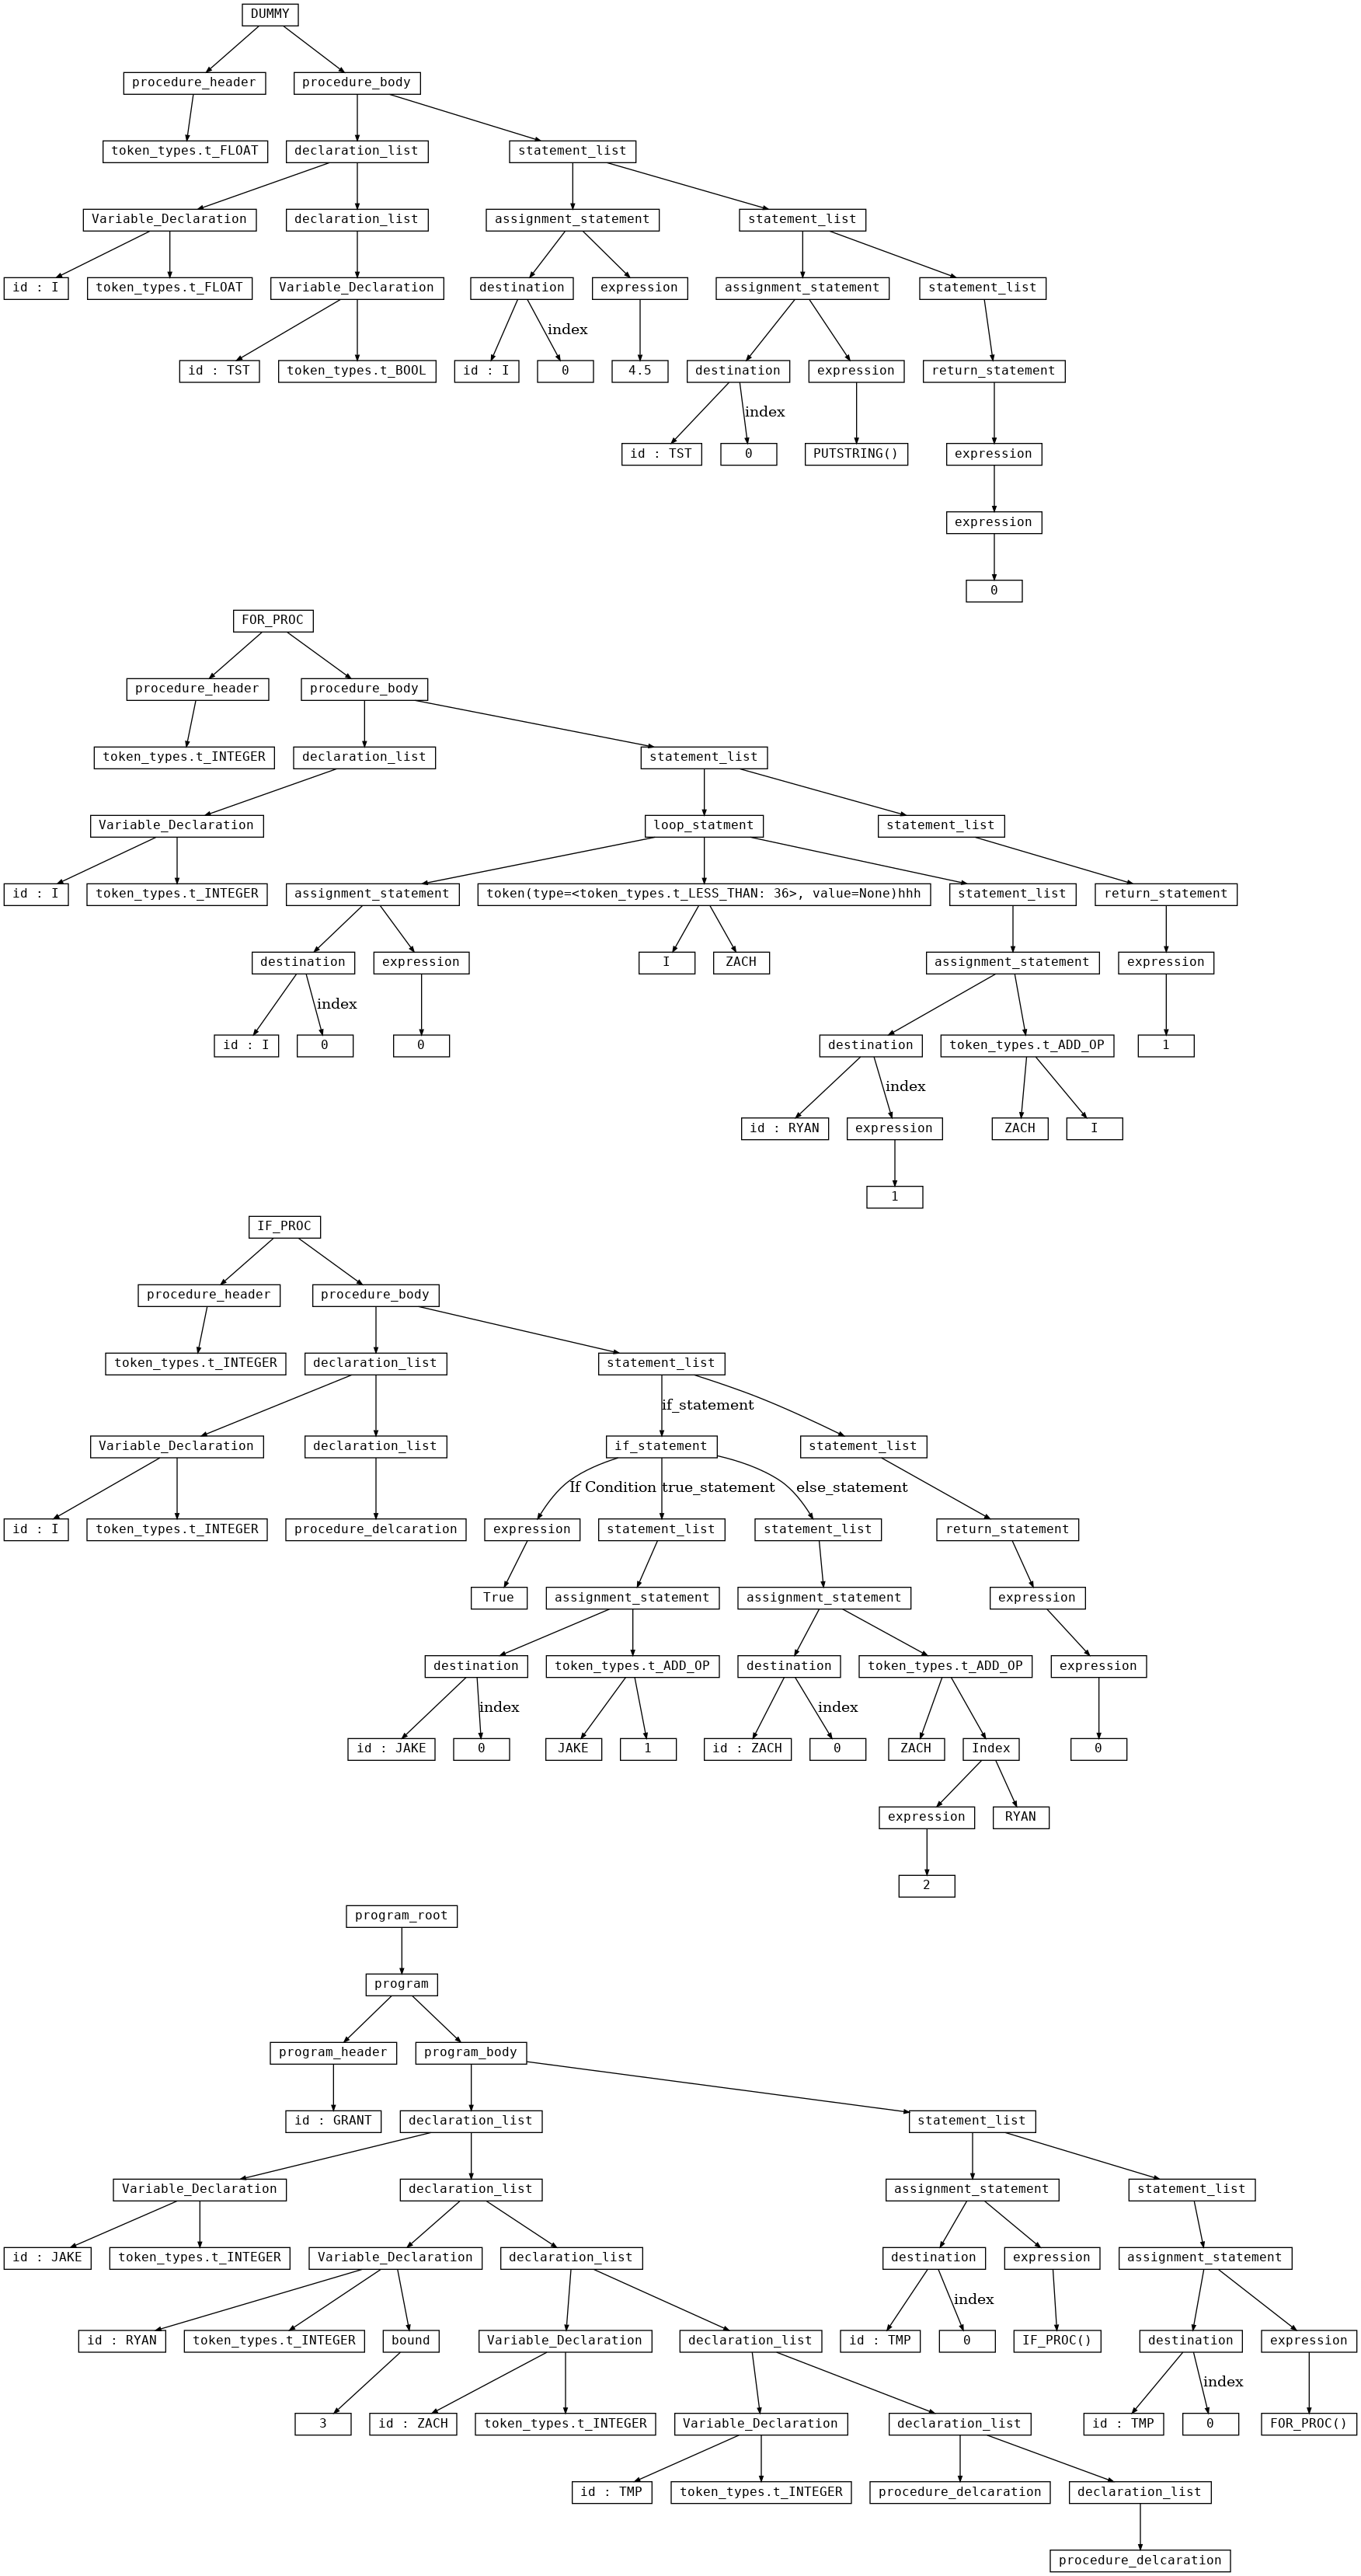 DUMMY
procedure_header procedure_body
token_types.t_FLOAT declaration_list statement_list
Variable_Declaration declaration_list assignment_statement statement_list
id : I token_types.t_FLOAT Variable_Declaration destination expression assignment_statement statement_list
index
id : TST token_types.t_BOOL id : I 0 4.5 destination expression return_statement
index
id : TST 0 PUTSTRING() expression
expression
0
FOR_PROC
procedure_header procedure_body
token_types.t_INTEGER declaration_list statement_list
Variable_Declaration loop_statment statement_list
id : I token_types.t_INTEGER assignment_statement token(type=<token_types.t_LESS_THAN: 36>, value=None)hhh statement_list return_statement
destination expression I ZACH assignment_statement expression
index
id : I 0 0 destination token_types.t_ADD_OP 1
index
id : RYAN expression ZACH I
1
IF_PROC
procedure_header procedure_body
token_types.t_INTEGER declaration_list statement_list
if_statement
Variable_Declaration declaration_list if_statement statement_list
If Condition true_statement else_statement
id : I token_types.t_INTEGER procedure_delcaration expression statement_list statement_list return_statement
True assignment_statement assignment_statement expression
destination token_types.t_ADD_OP destination token_types.t_ADD_OP expression
index index
id : JAKE 0 JAKE 1 id : ZACH 0 ZACH Index 0
expression RYAN
2
program_root
program
program_header program_body
id : GRANT declaration_list statement_list
Variable_Declaration declaration_list assignment_statement statement_list
id : JAKE token_types.t_INTEGER Variable_Declaration declaration_list destination expression assignment_statement
index
id : RYAN token_types.t_INTEGER bound Variable_Declaration declaration_list id : TMP 0 IF_PROC() destination expression
index
3 id : ZACH token_types.t_INTEGER Variable_Declaration declaration_list id : TMP 0 FOR_PROC()
id : TMP token_types.t_INTEGER procedure_delcaration declaration_list
procedure_delcaration